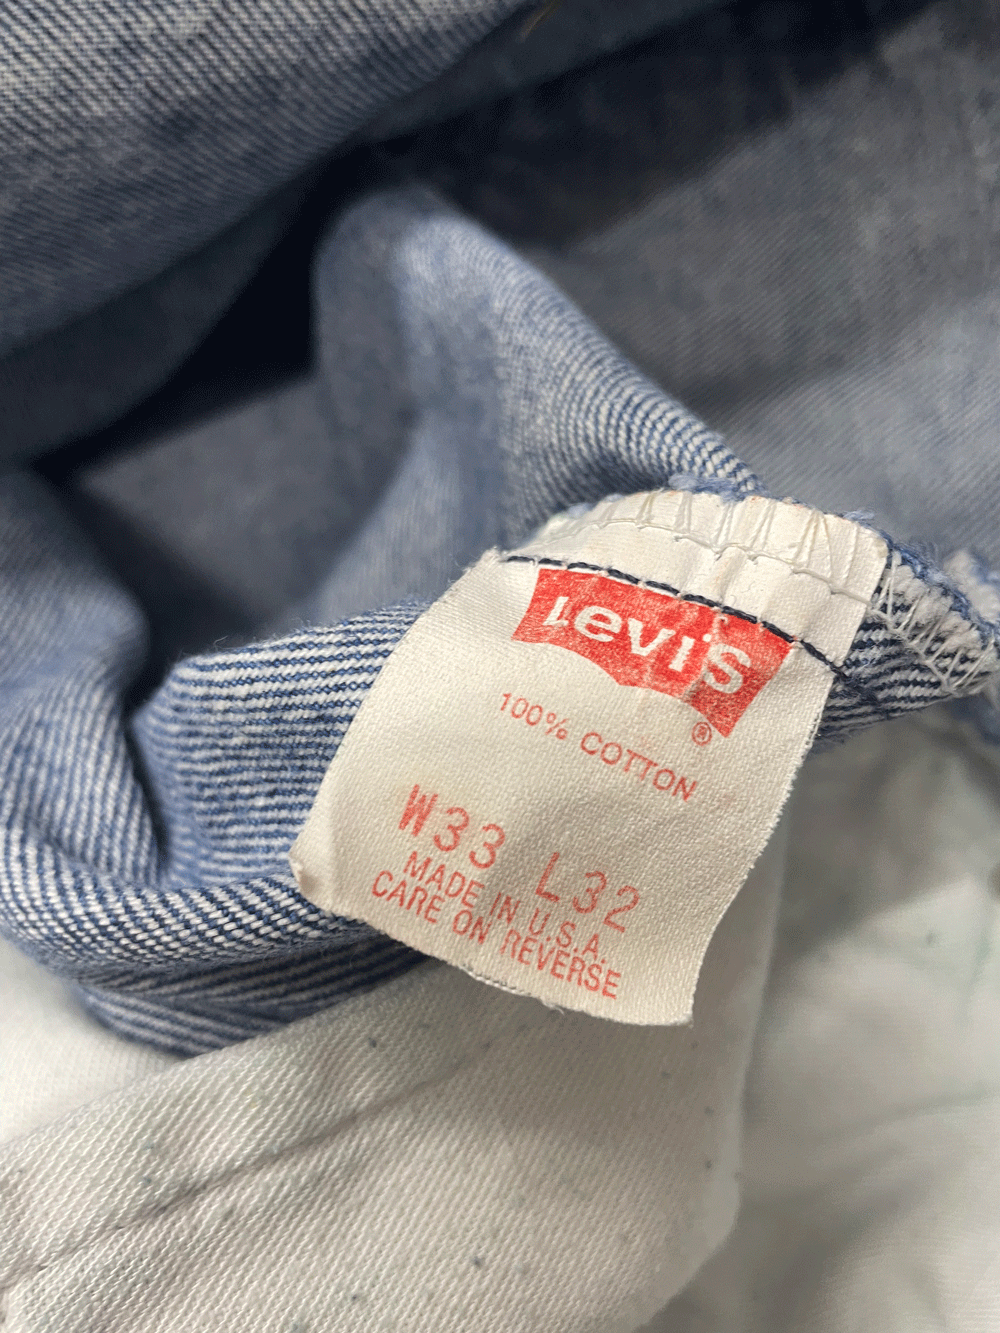 Levi's
®
100% COTTON
W33 L32
MADE IN U.S.A.
CARE ON REVERSE